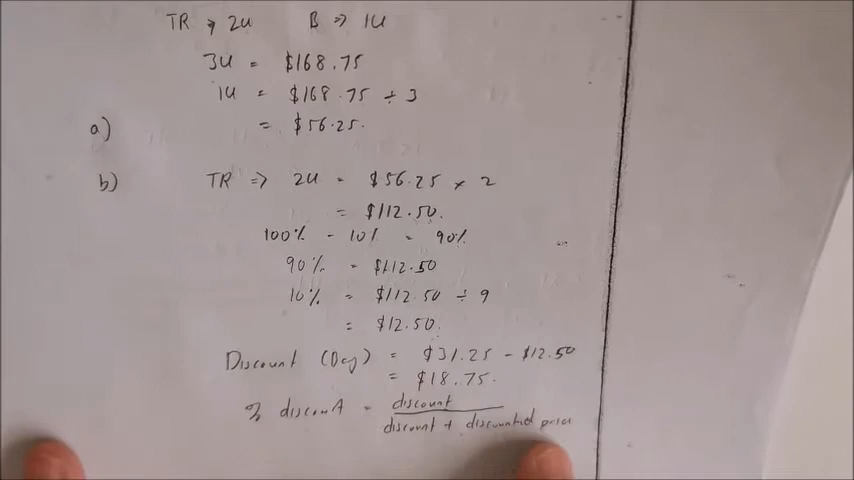 TR ⇒ 2u B ⇒ 1u
3u = $168.75
1u = $168.75 ÷ 3
a) = $56.25.
b) TR ⇒ 2u = $56.25 × 2
= $112.50.
100% - 10% = 90%
90% = $112.50
10% = $112.50 ÷ 9
= $12.50.
Discount = $31.25 - $12.50
= $18.75.
% discount = discount
discount + discounted price